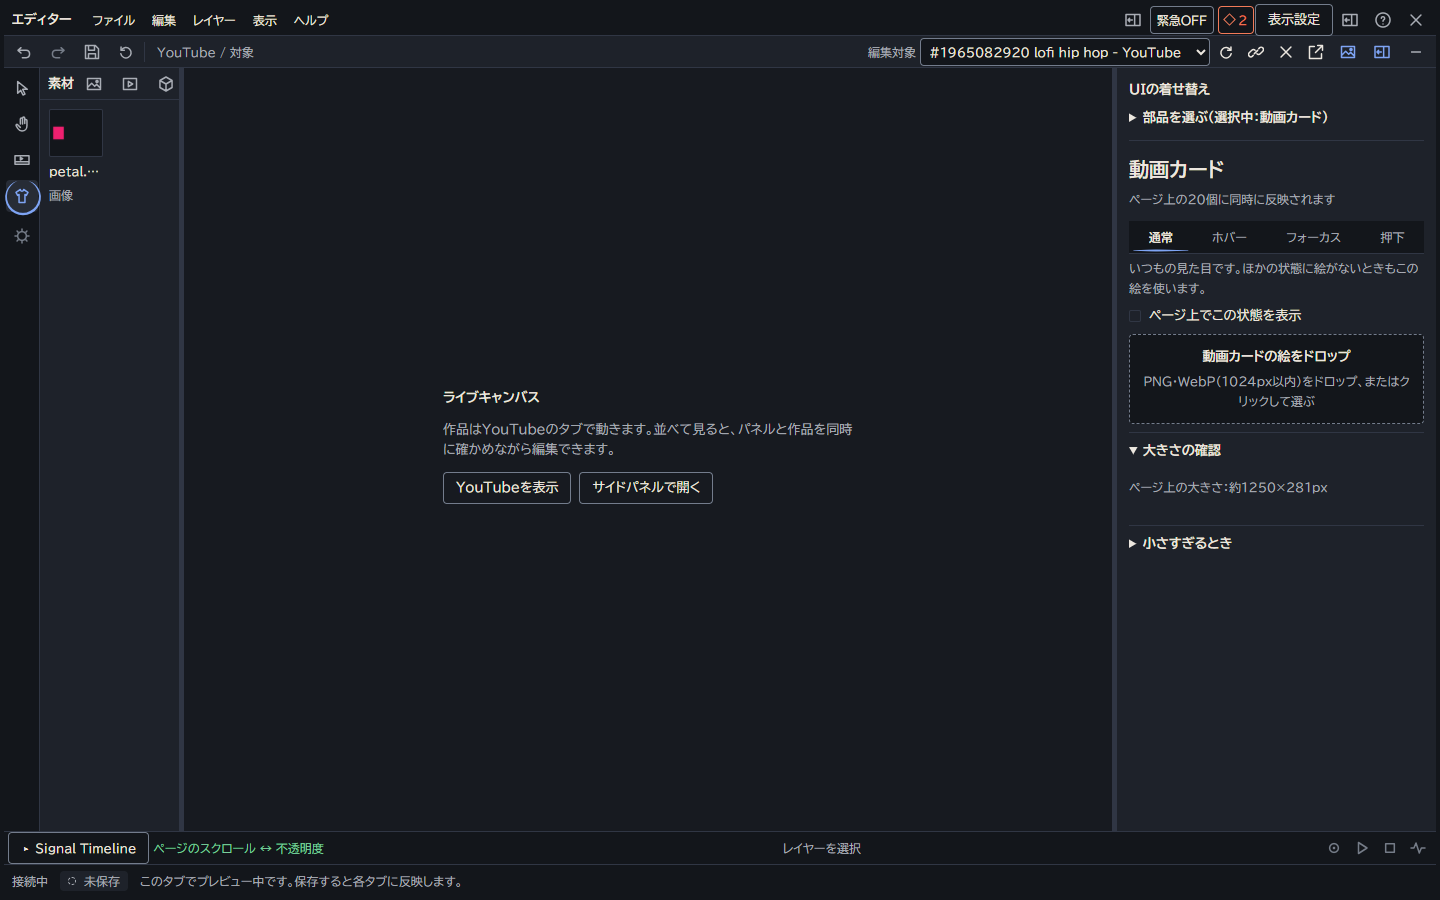 エディター ファイル 編集 レイヤー 表示 ヘルプ 緊急OFF 2 表示設定
YouTube / 対象 編集対象 #1965082920 lofi hip hop - YouTube
素材
petal.…
画像
ライブキャンバス
作品はYouTubeのタブで動きます。並べて見ると、パネルと作品を同時
に確かめながら編集できます。
YouTubeを表示 サイドパネルで開く
UIの着せ替え
▶ 部品を選ぶ(選択中:動画カード)
動画カード
ページ上の20個に同時に反映されます
通常 ホバー フォーカス 押下
いつもの見た目です。ほかの状態に絵がないときもこの
絵を使います。
ページ上でこの状態を表示
動画カードの絵をドロップ
PNG・WebP(1024px以内)をドロップ、またはク
リックして選ぶ
▼ 大きさの確認
ページ上の大きさ:約1250×281px
▶ 小さすぎるとき
▸ Signal Timeline ページのスクロール ↔ 不透明度 レイヤーを選択
接続中 未保存 このタブでプレビュー中です。保存すると各タブに反映します。